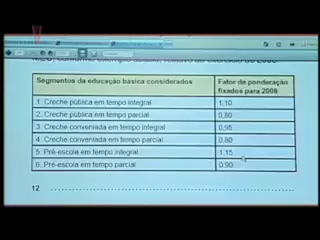 Segmentos da educação básica considerados
Fator de ponderação
fixados para 2008
1. Creche pública em tempo integral 1,10
2. Creche pública em tempo parcial 0,80
3. Creche conveniada em tempo integral 0,95
4. Creche conveniada em tempo parcial 0,80
5. Pré-escola em tempo integral 1,15
6. Pré-escola em tempo parcial 0,90
12